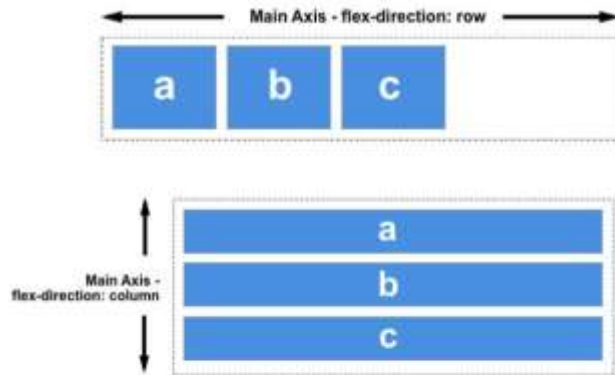 Main Axis - flex-direction: row
a b c
a
Main Axis -
flex-direction: column
b
c